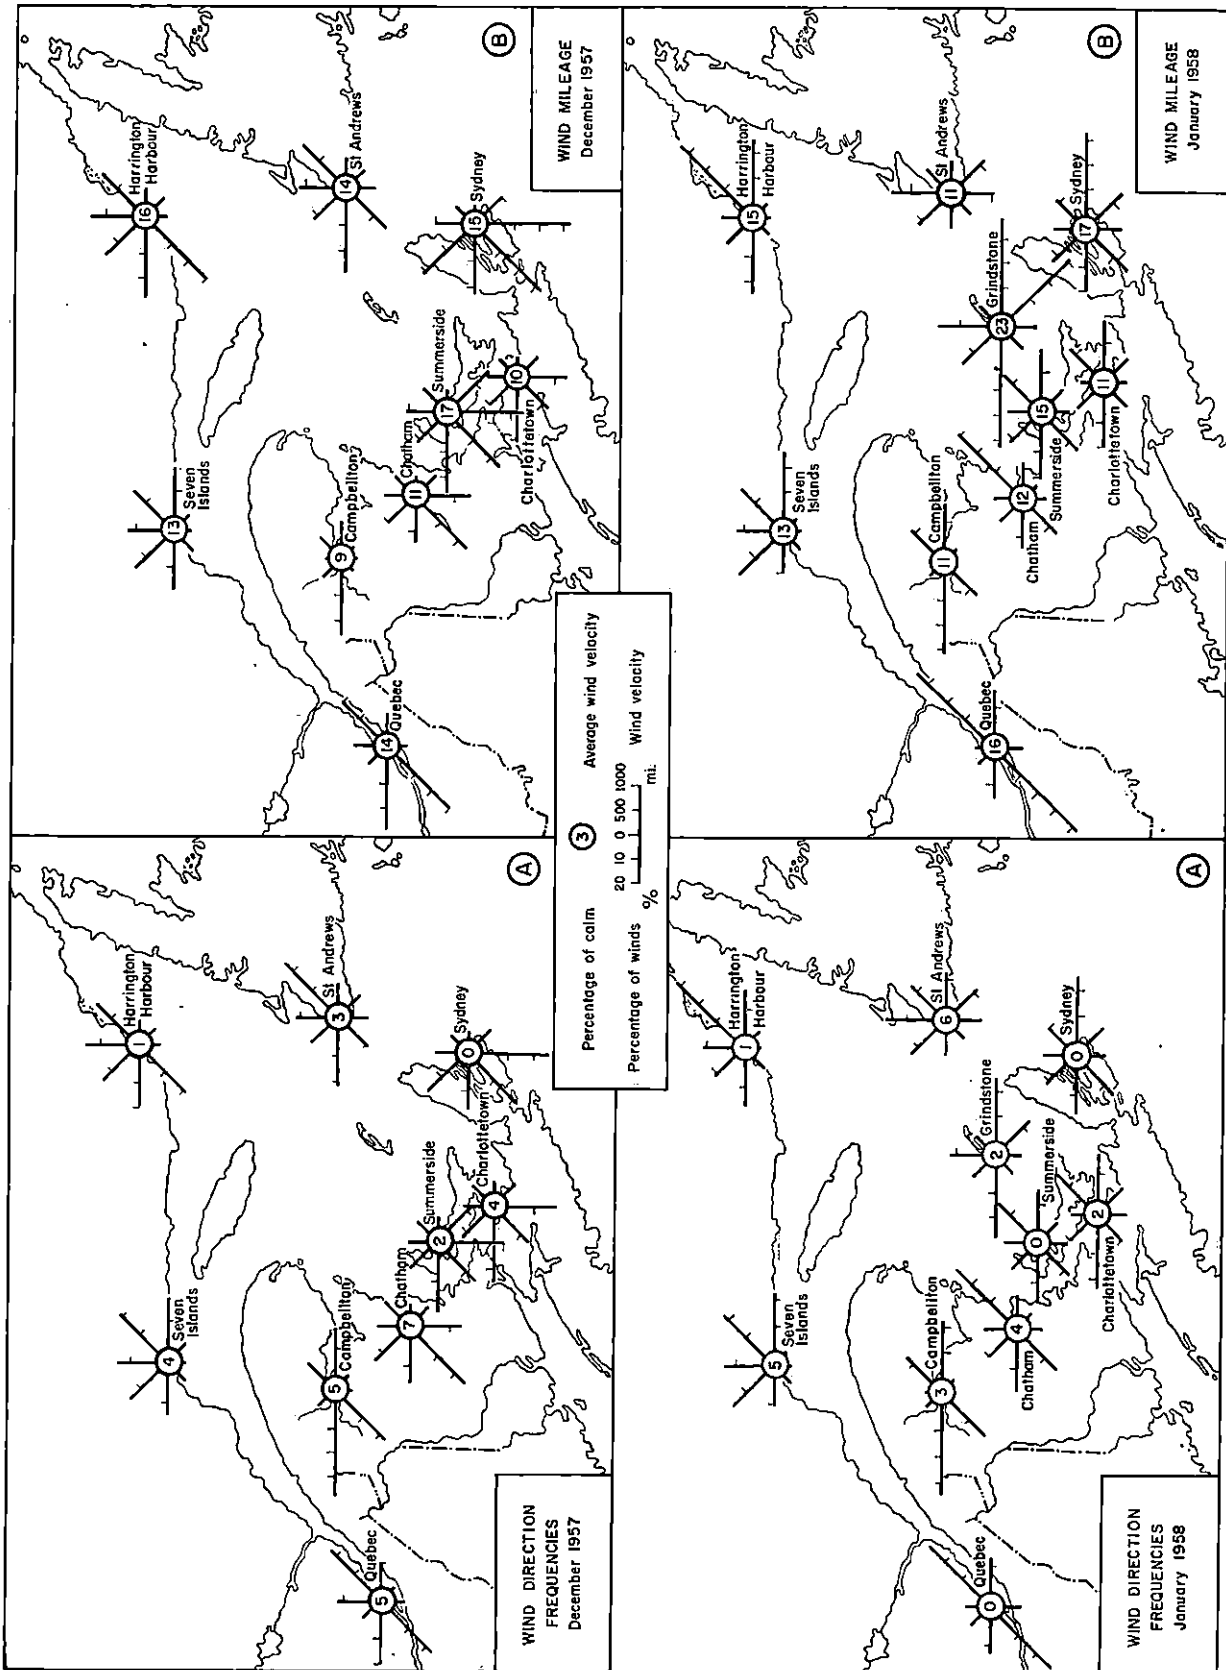 Harrington
Harbour
1
Seven
Islands
4
St Andrews
3
Campbellton
5
Quebec
5
Chatham
7
Summerside
2
Sydney
0
Charlottetown
4
WIND DIRECTION
FREQUENCIES
December 1957
A
Harrington
Harbour
16
Seven
Islands
13
St Andrews
14
Campbellton
9
Quebec
14
Chatham
11
Summerside
17
Sydney
15
Charlottetown
10
WIND MILEAGE
December 1957
B
Percentage of calm
3
Average wind velocity
Percentage of winds
%
20 10 0 500 1000
mi.
Wind velocity
Harrington
Harbour
1
Seven
Islands
5
St Andrews
6
Campbellton
3
Grindstone
2
Quebec
0
Chatham
4
Summerside
0
Sydney
0
Charlottetown
2
WIND DIRECTION
FREQUENCIES
January 1958
A
Harrington
Harbour
15
Seven
Islands
13
St Andrews
11
Campbellton
11
Grindstone
23
Quebec
16
Chatham
12
Summerside
15
Sydney
17
Charlottetown
11
WIND MILEAGE
January 1958
B